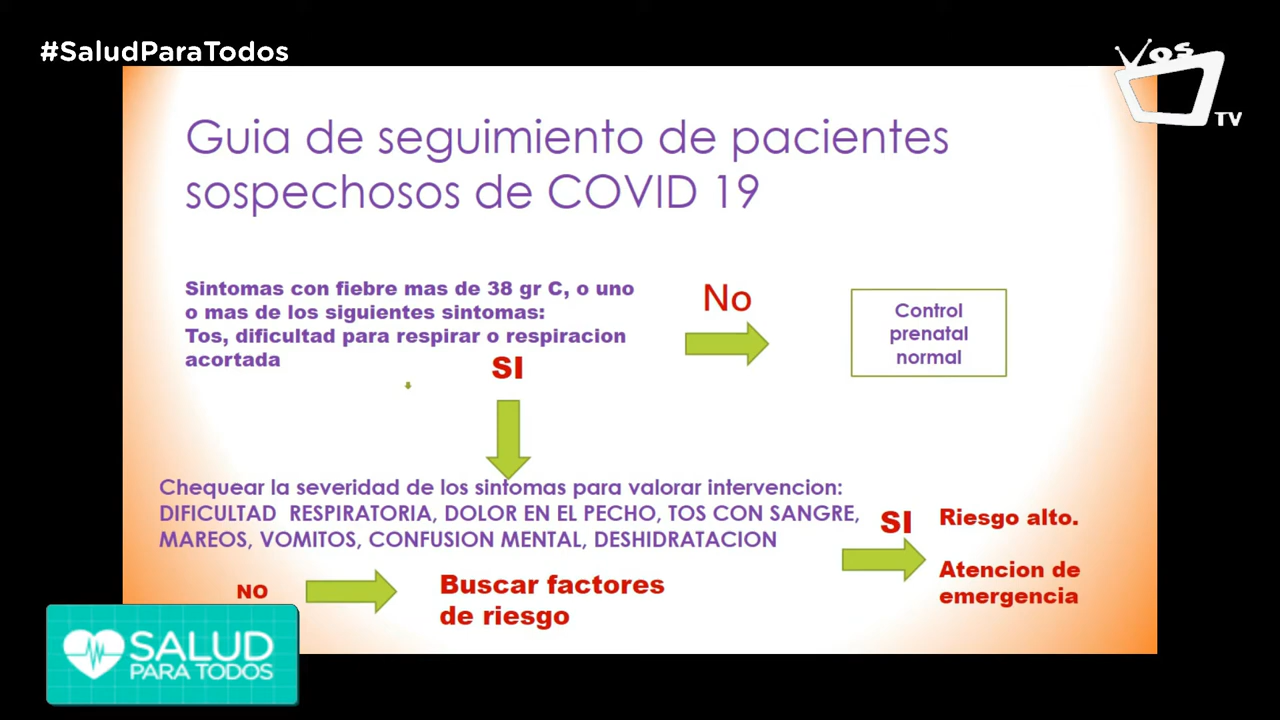 #SaludParaTodos
VOS
TV
Guia de seguimiento de pacientes
sospechosos de COVID 19
Sintomas con fiebre mas de 38 gr C, o uno
o mas de los siguientes sintomas:
Tos, dificultad para respirar o respiracion
acortada
SI
No
Control
prenatal
normal
Chequear la severidad de los sintomas para valorar intervencion:
DIFICULTAD RESPIRATORIA, DOLOR EN EL PECHO, TOS CON SANGRE,
MAREOS, VOMITOS, CONFUSION MENTAL, DESHIDRATACION
SI
Riesgo alto.
Atencion de
emergencia
NO
Buscar factores
de riesgo
SALUD
PARA TODOS